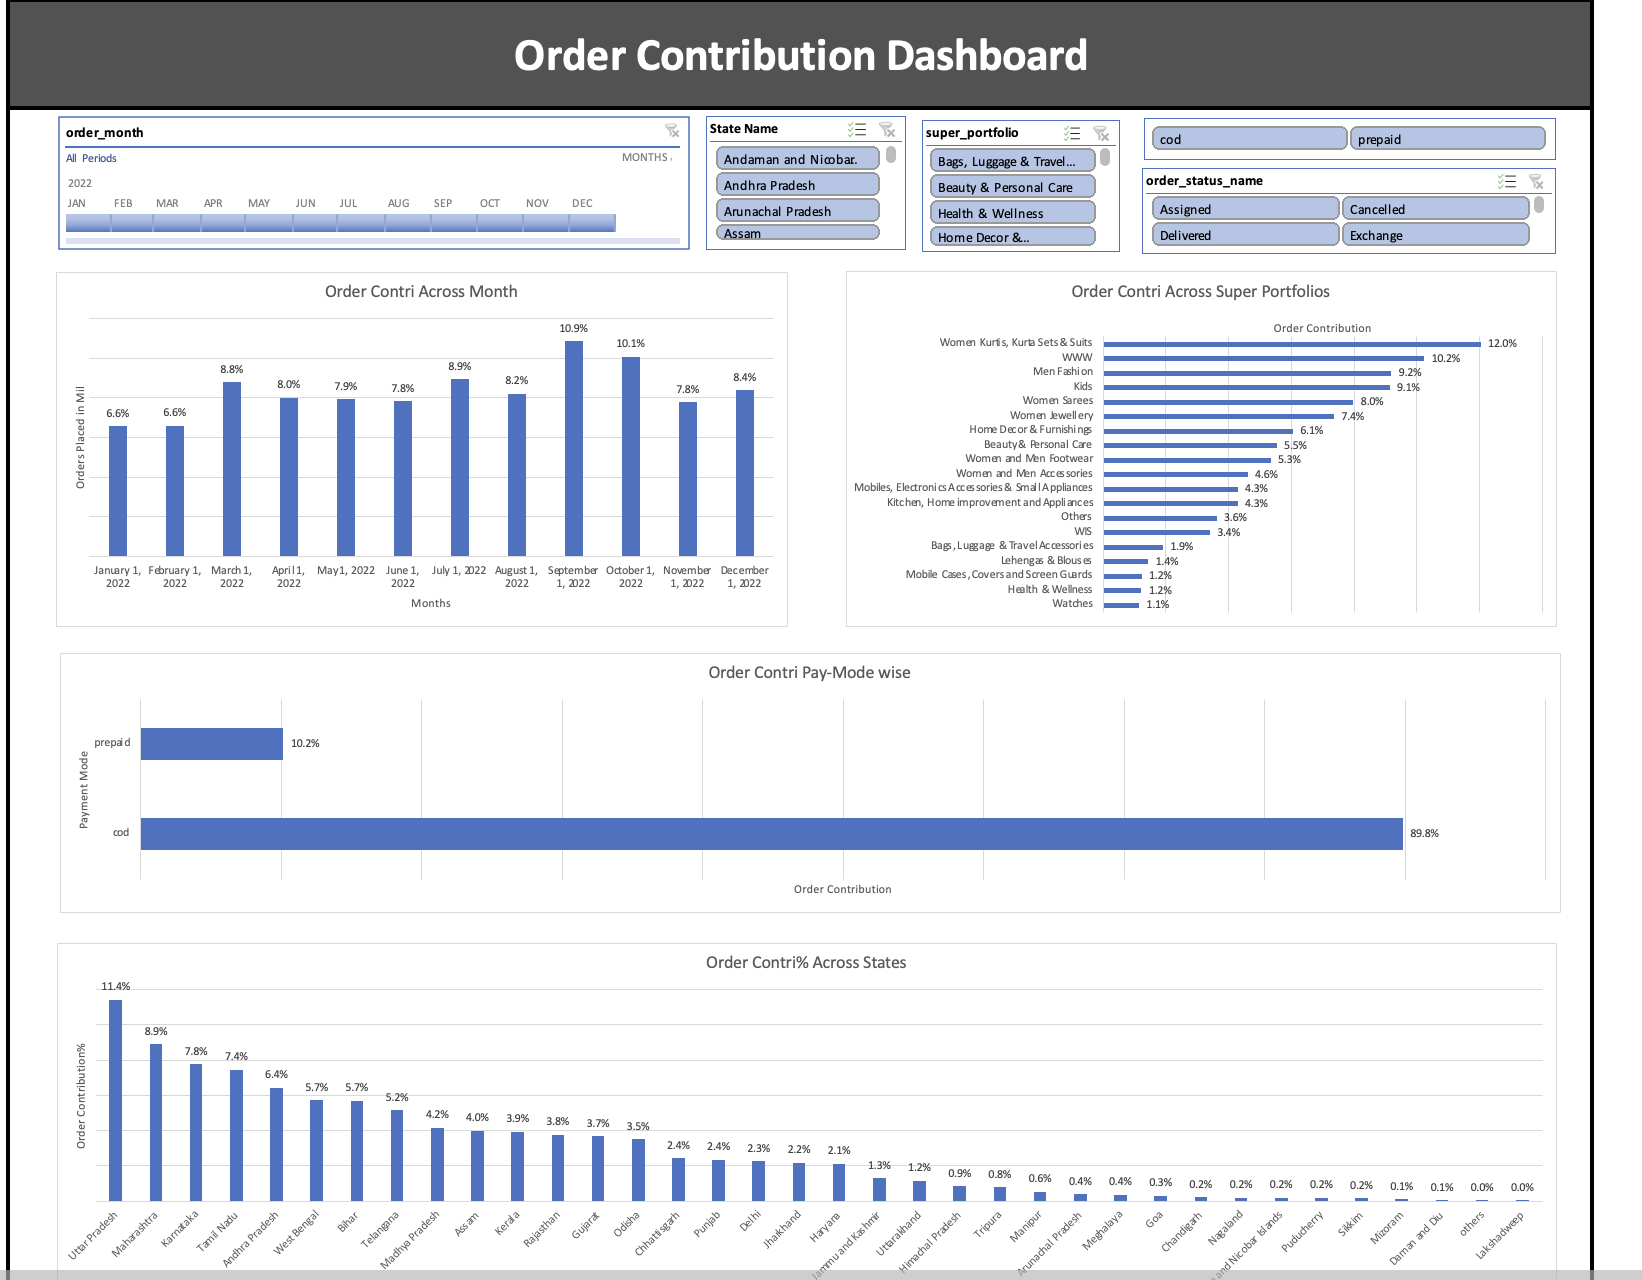 Order Contribution Dashboard
order_month
All Periods
MONTHS
2022
JAN FEB MAR APR MAY JUN JUL AUG SEP OCT NOV DEC
State Name
Andaman and Nicobar.
Andhra Pradesh
Arunachal Pradesh
Assam
super_portfolio
Bags, Luggage & Travel...
Beauty & Personal Care
Health & Wellness
Home Decor &...
cod prepaid
order_status_name
Assigned Cancelled
Delivered Exchange
Order Contri Across Month
Orders Placed in Mil
6.6% 6.6% 8.8% 8.0% 7.9% 7.8% 8.9% 8.2% 10.9% 10.1% 7.8% 8.4%
January 1, 2022
February 1, 2022
March 1, 2022
April 1, 2022
May 1, 2022
June 1, 2022
July 1, 2022
August 1, 2022
September 1, 2022
October 1, 2022
November 1, 2022
December 1, 2022
Months
Order Contri Across Super Portfolios
Order Contribution
Women Kurtis, Kurta Sets & Suits 12.0%
WWW 10.2%
Men Fashion 9.2%
Kids 9.1%
Women Sarees 8.0%
Women Jewellery 7.4%
Home Decor & Furnishings 6.1%
Beauty & Personal Care 5.5%
Women and Men Footwear 5.3%
Women and Men Accessories 4.6%
Mobiles, Electronics Accessories & Small Appliances 4.3%
Kitchen, Home improvement and Appliances 4.3%
Others 3.6%
WIS 3.4%
Bags, Luggage & Travel Accessories 1.9%
Lehengas & Blouses 1.4%
Mobile Cases, Covers and Screen Guards 1.2%
Health & Wellness 1.2%
Watches 1.1%
Order Contri Pay-Mode wise
Payment Mode
prepaid 10.2%
cod 89.8%
Order Contribution
Order Contri% Across States
Order Contribution%
11.4% 8.9% 7.8% 7.4% 6.4% 5.7% 5.7% 5.2% 4.2% 4.0% 3.9% 3.8% 3.7% 3.5% 2.4% 2.4% 2.3% 2.2% 2.1% 1.3% 1.2% 0.9% 0.8% 0.6% 0.4% 0.4% 0.3% 0.2% 0.2% 0.2% 0.2% 0.2% 0.1% 0.1% 0.0% 0.0%
Uttar Pradesh
Maharashtra
Karnataka
Tamil Nadu
Andhra Pradesh
West Bengal
Bihar
Telangana
Madhya Pradesh
Assam
Kerala
Rajasthan
Gujarat
Odisha
Chhattisgarh
Punjab
Delhi
Jharkhand
Haryana
Jammu and Kashmir
Uttarakhand
Himachal Pradesh
Tripura
Manipur
Arunachal Pradesh
Meghalaya
Goa
Chandigarh
Nagaland
and Nicobar Islands
Puducherry
Sikkim
Mizoram
Daman and Diu
others
Lakshadweep